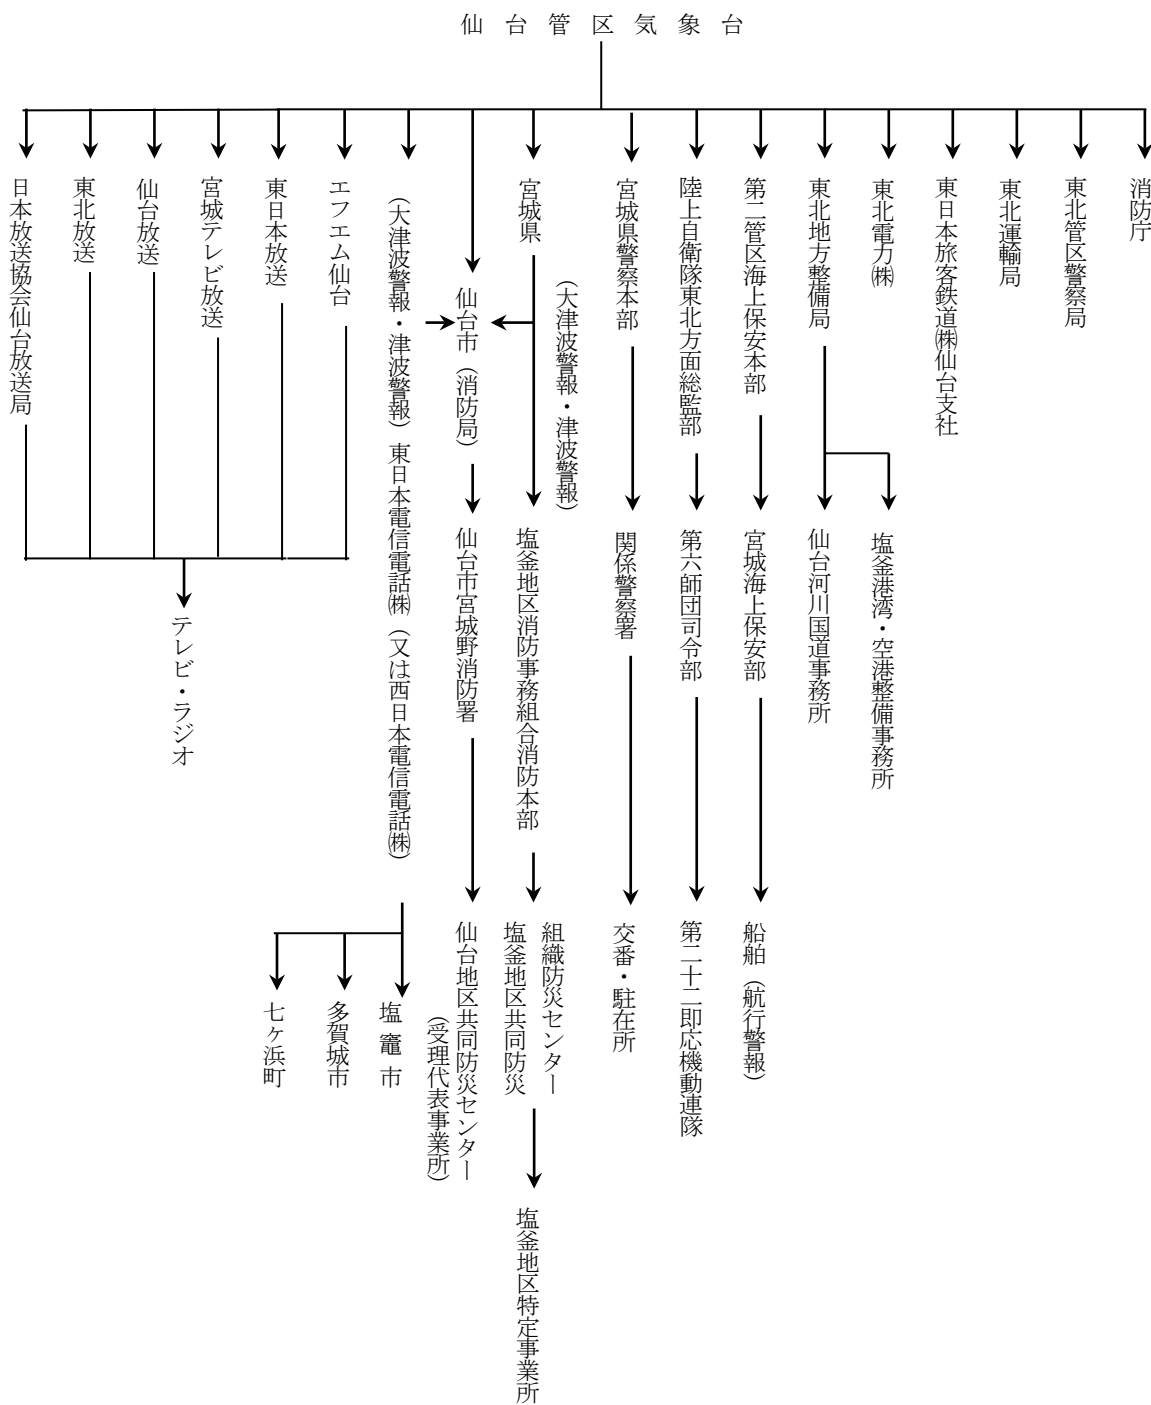 仙台管区気象台
消防庁
東北管区警察局
東北運輸局
東日本旅客鉄道㈱仙台支社
東北電力㈱
東北地方整備局
第二管区海上保安本部
陸上自衛隊東北方面総監部
宮城県警察本部
宮城県
(大津波警報・津波警報)
仙台市(消防局)
(大津波警報・津波警報)東日本電信電話㈱(又は西日本電信電話㈱)
エフエム仙台
東日本放送
宮城テレビ放送
仙台放送
東北放送
日本放送協会仙台放送局
塩釜港湾・空港整備事務所
仙台河川国道事務所
宮城海上保安部
第六師団司令部
関係警察署
塩釜地区消防事務組合消防本部
仙台市宮城野消防署
テレビ・ラジオ
船舶(航行警報)
第二十二即応機動連隊
交番・駐在所
組織防災センター
塩釜地区共同防災
仙台地区共同防災センター
(受理代表事業所)
塩竈市
多賀城市
七ヶ浜町
塩釜地区特定事業所